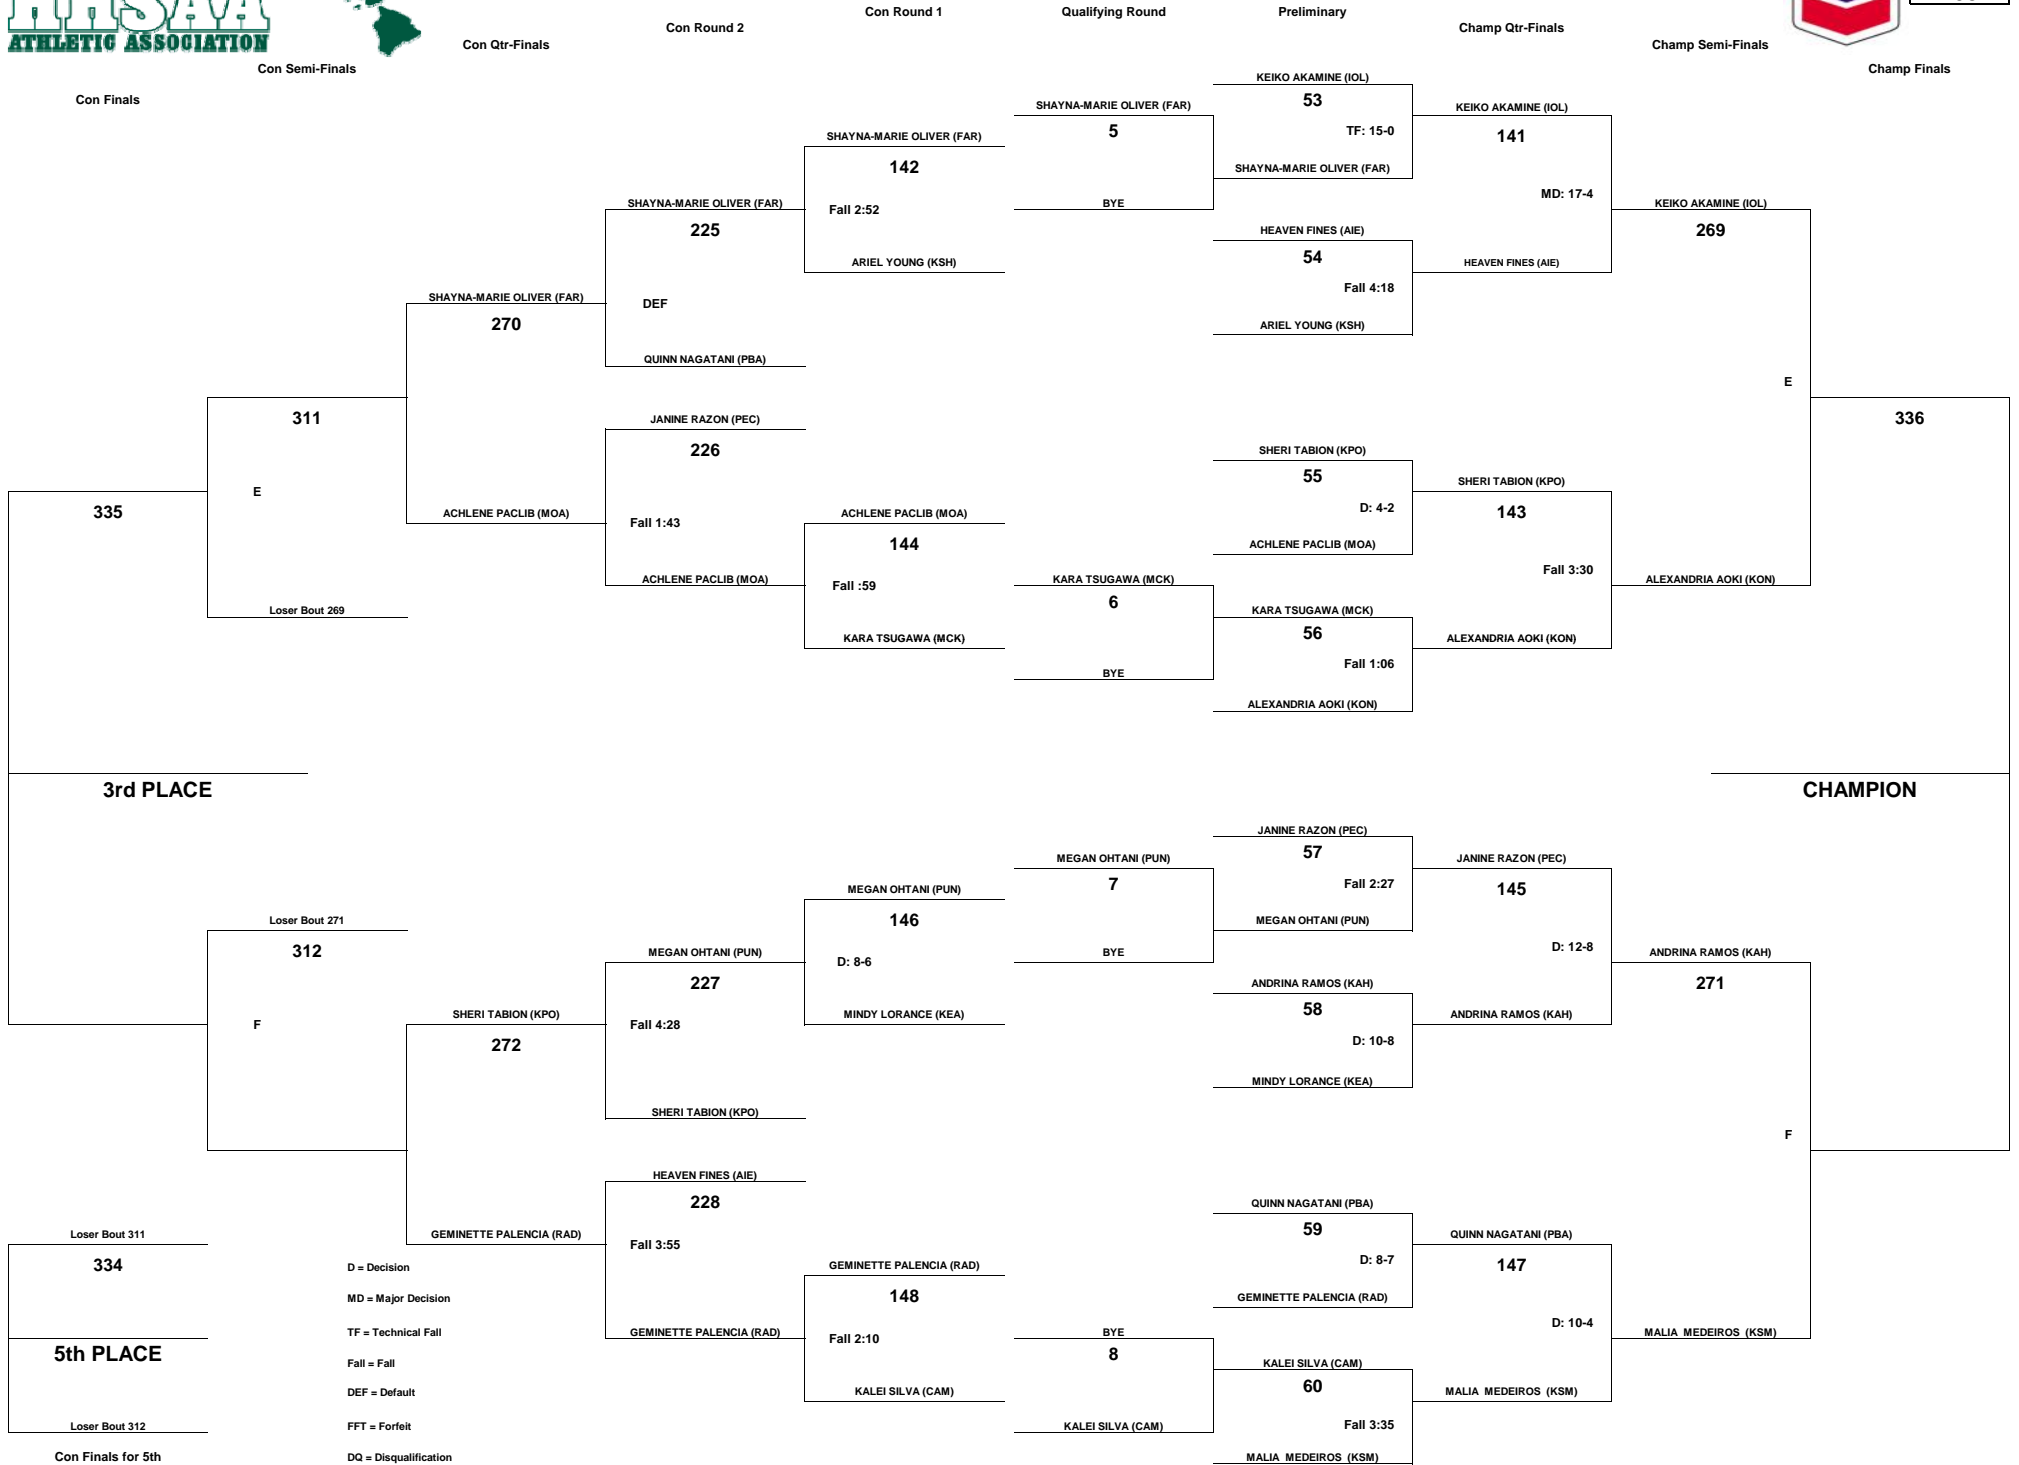 HHSAA
ATHLETIC ASSOCIATION
Con Round 1
Qualifying Round
Preliminary
Con Round 2
Champ Qtr-Finals
Con Qtr-Finals
Champ Semi-Finals
Con Semi-Finals
Champ Finals
Con Finals
KEIKO AKAMINE (IOL)
53
SHAYNA-MARIE OLIVER (FAR)
KEIKO AKAMINE (IOL)
5
TF: 15-0
SHAYNA-MARIE OLIVER (FAR)
141
142
SHAYNA-MARIE OLIVER (FAR)
MD: 17-4
SHAYNA-MARIE OLIVER (FAR)
Fall 2:52
BYE
KEIKO AKAMINE (IOL)
225
HEAVEN FINES (AIE)
269
ARIEL YOUNG (KSH)
54
HEAVEN FINES (AIE)
Fall 4:18
SHAYNA-MARIE OLIVER (FAR)
DEF
270
ARIEL YOUNG (KSH)
QUINN NAGATANI (PBA)
E
311
JANINE RAZON (PEC)
336
226
SHERI TABION (KPO)
55
SHERI TABION (KPO)
E
335
ACHLENE PACLIB (MOA)
Fall 1:43
ACHLENE PACLIB (MOA)
D: 4-2
143
144
ACHLENE PACLIB (MOA)
Fall 3:30
ACHLENE PACLIB (MOA)
Fall :59
KARA TSUGAWA (MCK)
ALEXANDRIA AOKI (KON)
6
Loser Bout 269
KARA TSUGAWA (MCK)
KARA TSUGAWA (MCK)
56
ALEXANDRIA AOKI (KON)
Fall 1:06
BYE
ALEXANDRIA AOKI (KON)
3rd PLACE
CHAMPION
JANINE RAZON (PEC)
57
MEGAN OHTANI (PUN)
JANINE RAZON (PEC)
7
Fall 2:27
MEGAN OHTANI (PUN)
145
Loser Bout 271
146
MEGAN OHTANI (PUN)
312
MEGAN OHTANI (PUN)
D: 8-6
BYE
D: 12-8
ANDRINA RAMOS (KAH)
227
ANDRINA RAMOS (KAH)
271
F
SHERI TABION (KPO)
Fall 4:28
MINDY LORANCE (KEA)
58
ANDRINA RAMOS (KAH)
272
D: 10-8
MINDY LORANCE (KEA)
SHERI TABION (KPO)
F
HEAVEN FINES (AIE)
228
QUINN NAGATANI (PBA)
59
Loser Bout 311
GEMINETTE PALENCIA (RAD)
Fall 3:55
QUINN NAGATANI (PBA)
334
D = Decision
GEMINETTE PALENCIA (RAD)
D: 8-7
147
MD = Major Decision
148
GEMINETTE PALENCIA (RAD)
D: 10-4
TF = Technical Fall
GEMINETTE PALENCIA (RAD)
Fall 2:10
BYE
MALIA MEDEIROS (KSM)
5th PLACE
Fall = Fall
8
KALEI SILVA (CAM)
DEF = Default
KALEI SILVA (CAM)
60
MALIA MEDEIROS (KSM)
Loser Bout 312
FFT = Forfeit
KALEI SILVA (CAM)
Fall 3:35
Con Finals for 5th
DQ = Disqualification
MALIA MEDEIROS (KSM)